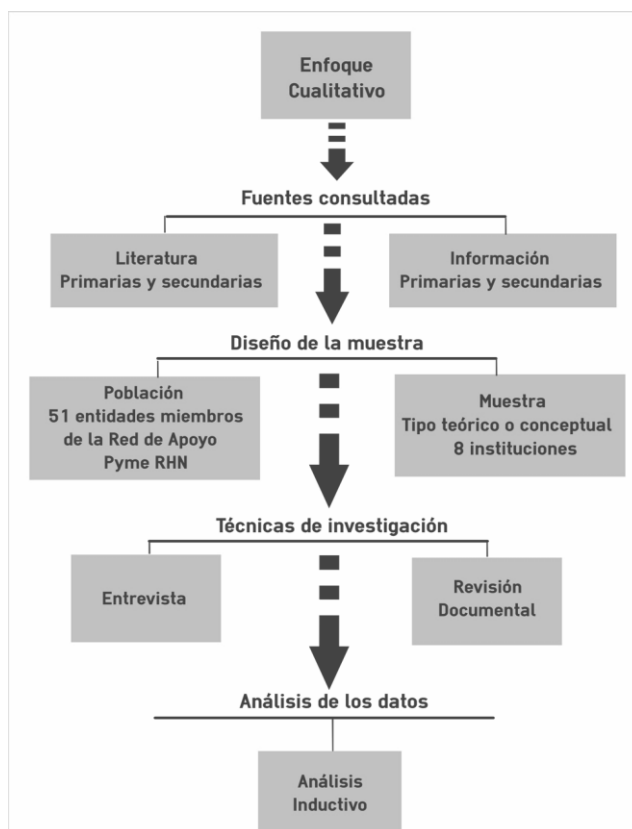 Enfoque
Cualitativo
Fuentes consultadas
Literatura
Primarias y secundarias
Información
Primarias y secundarias
Diseño de la muestra
Población
51 entidades miembros
de la Red de Apoyo
Pyme RHN
Muestra
Tipo teórico o conceptual
8 instituciones
Técnicas de investigación
Entrevista
Revisión
Documental
Análisis de los datos
Análisis
Inductivo